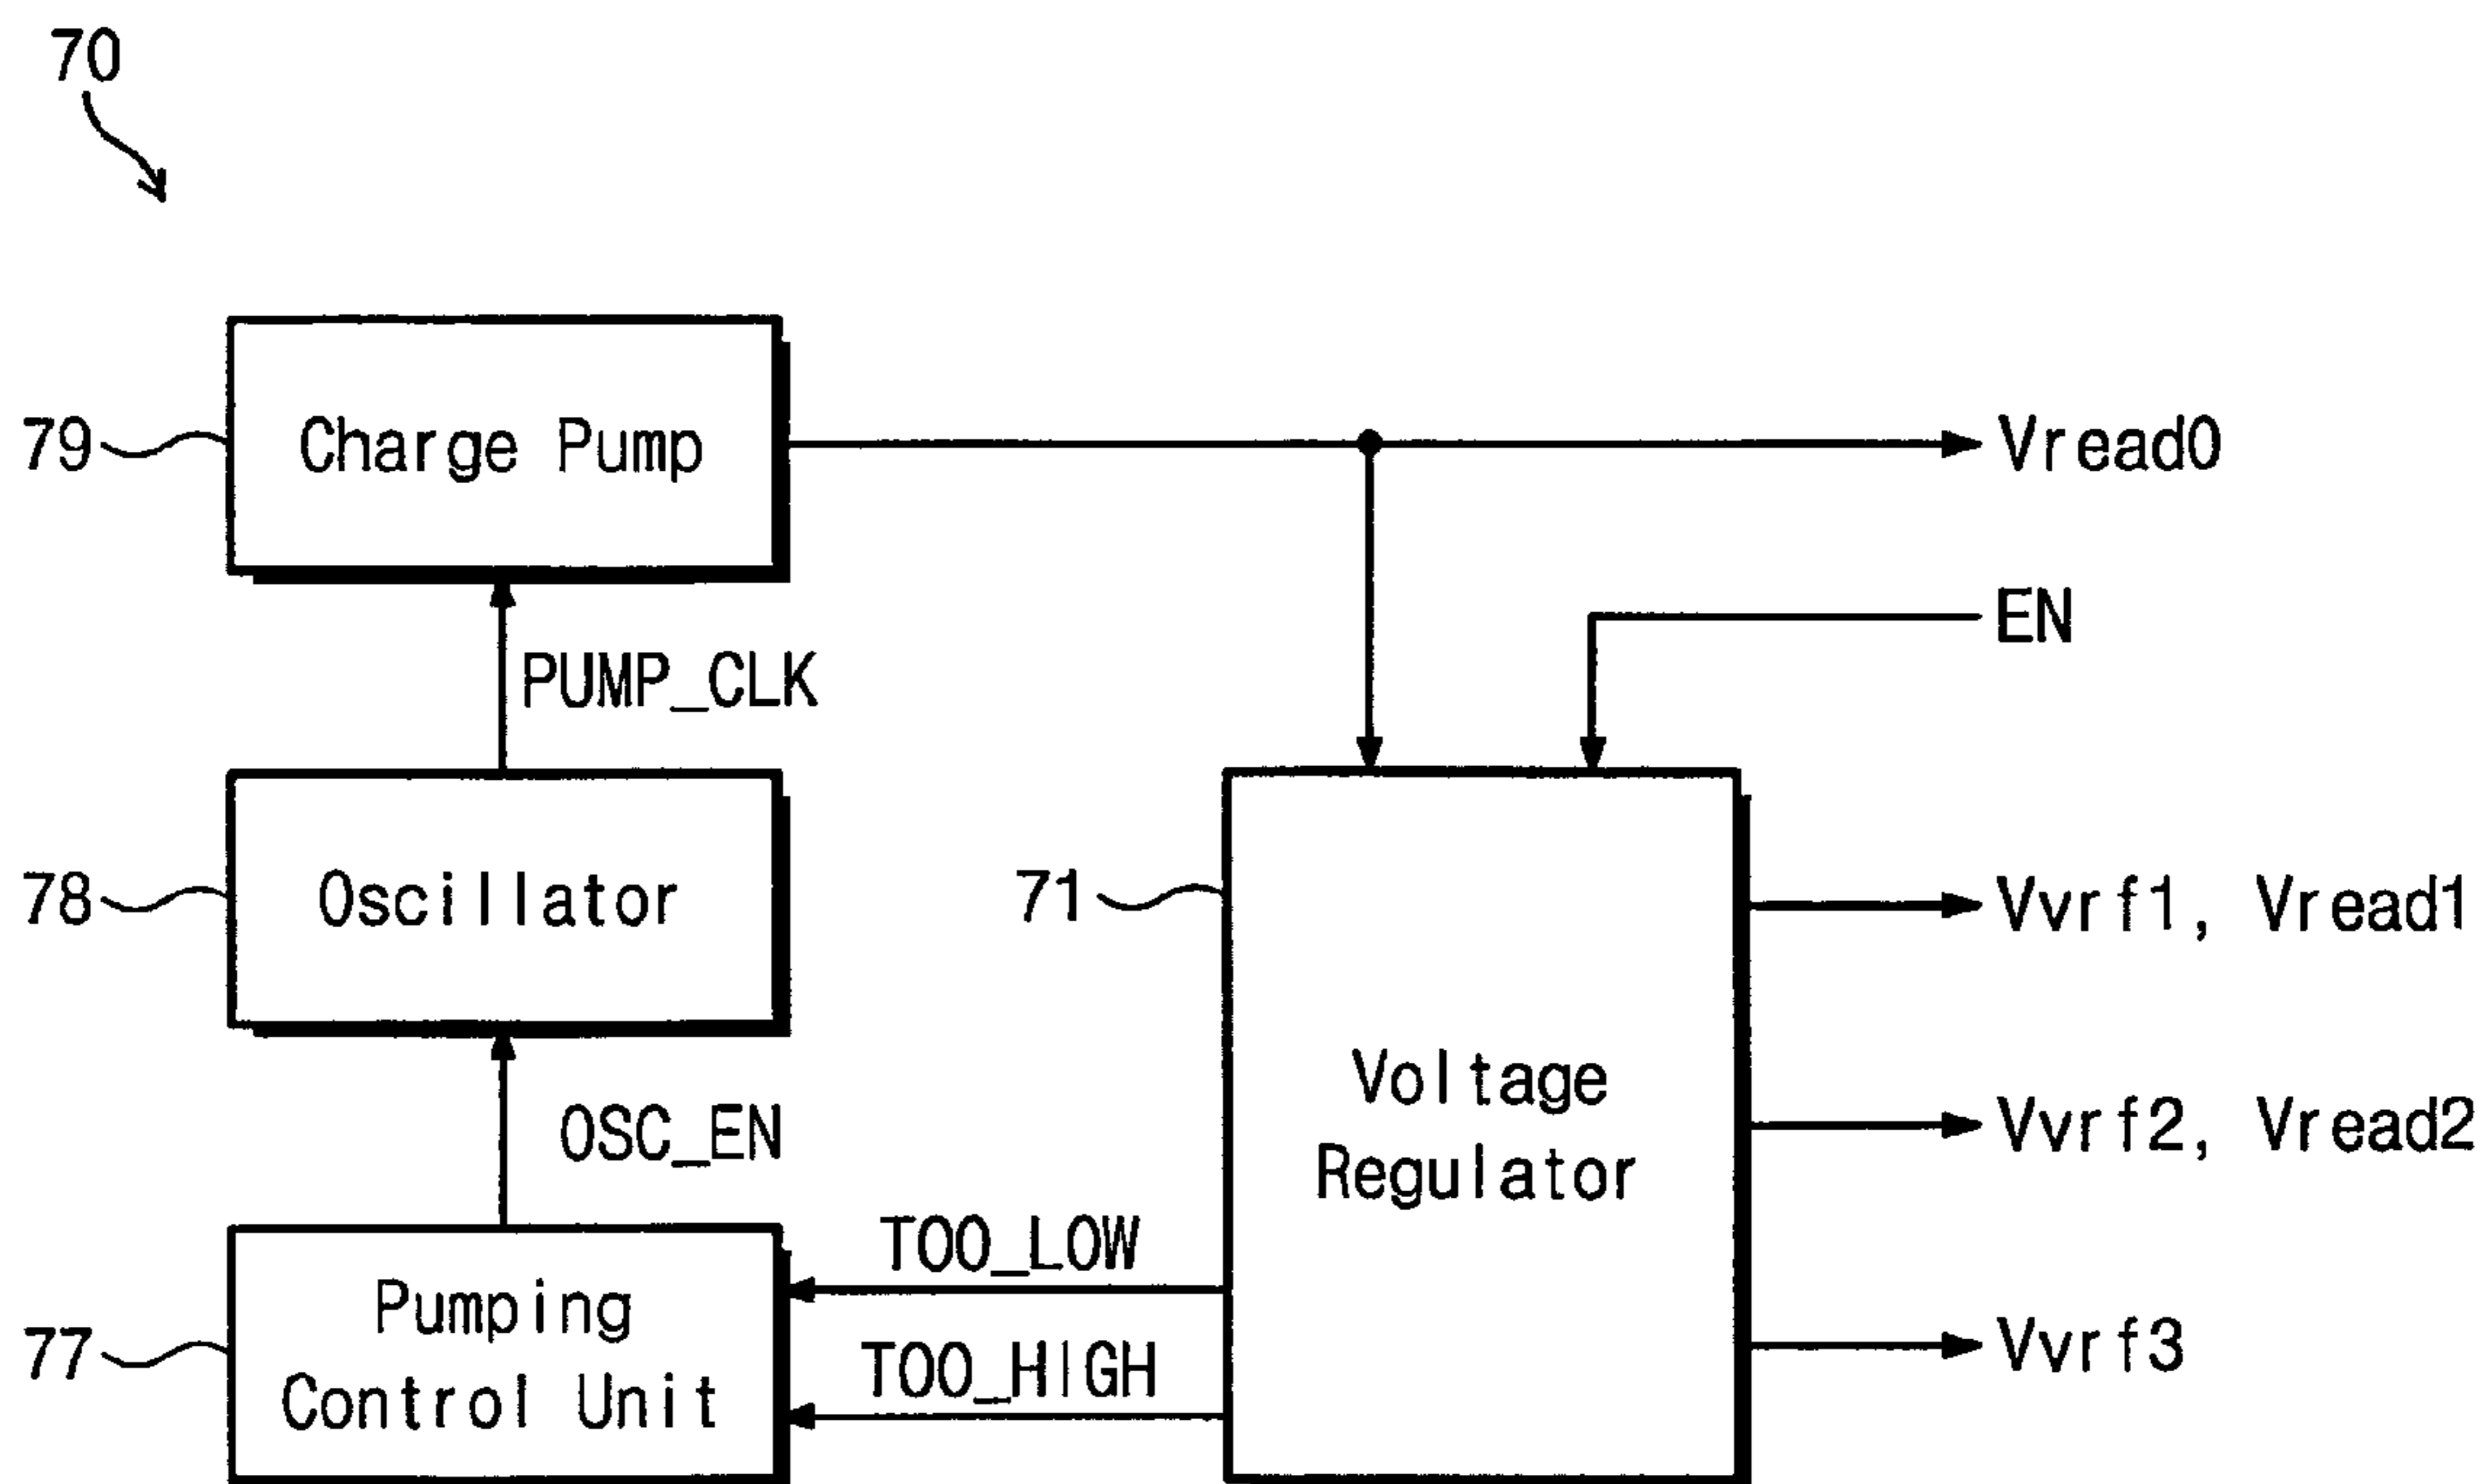 70
79
Charge Pump
Vread0
EN
PUMP_CLK
78
Oscillator
71
Vvrf1, Vread1
Voltage
Regulator
Vvrf2, Vread2
OSC_EN
TOO_LOW
77
Pumping
Control Unit
TOO_HIGH
Vvrf3